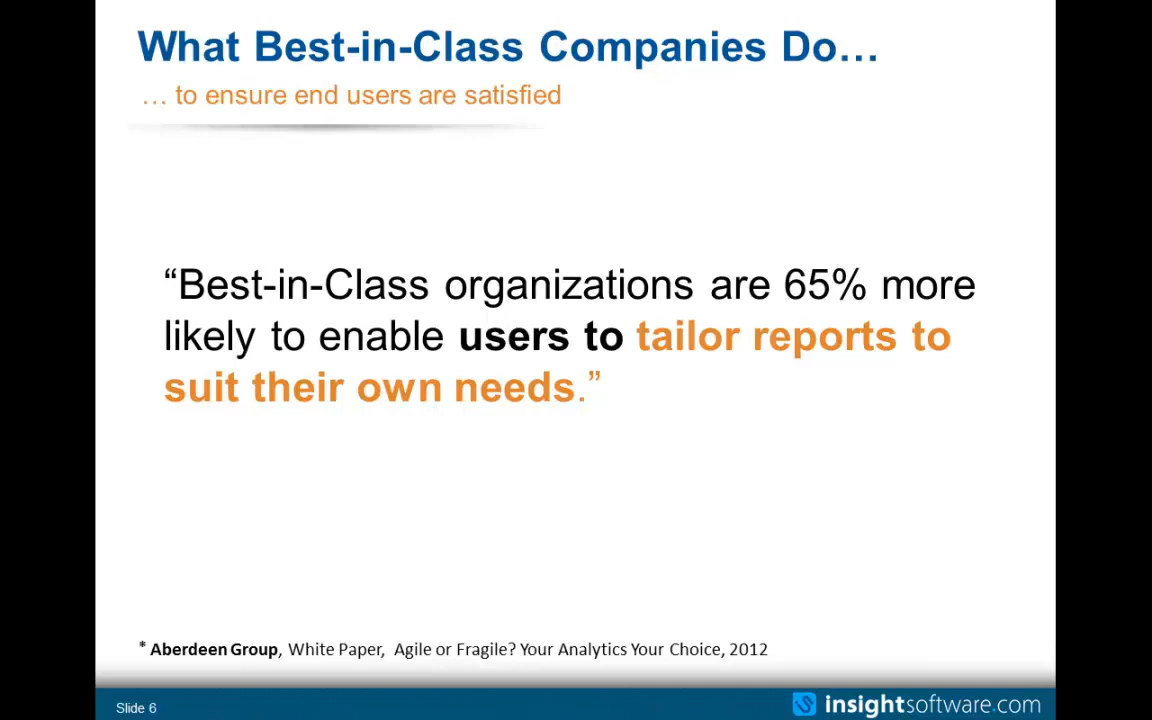 What Best-in-Class Companies Do…
… to ensure end users are satisfied
“Best-in-Class organizations are 65% more
likely to enable users to tailor reports to
suit their own needs.”
* Aberdeen Group, White Paper, Agile or Fragile? Your Analytics Your Choice, 2012
Slide 6
insightsoftware.com